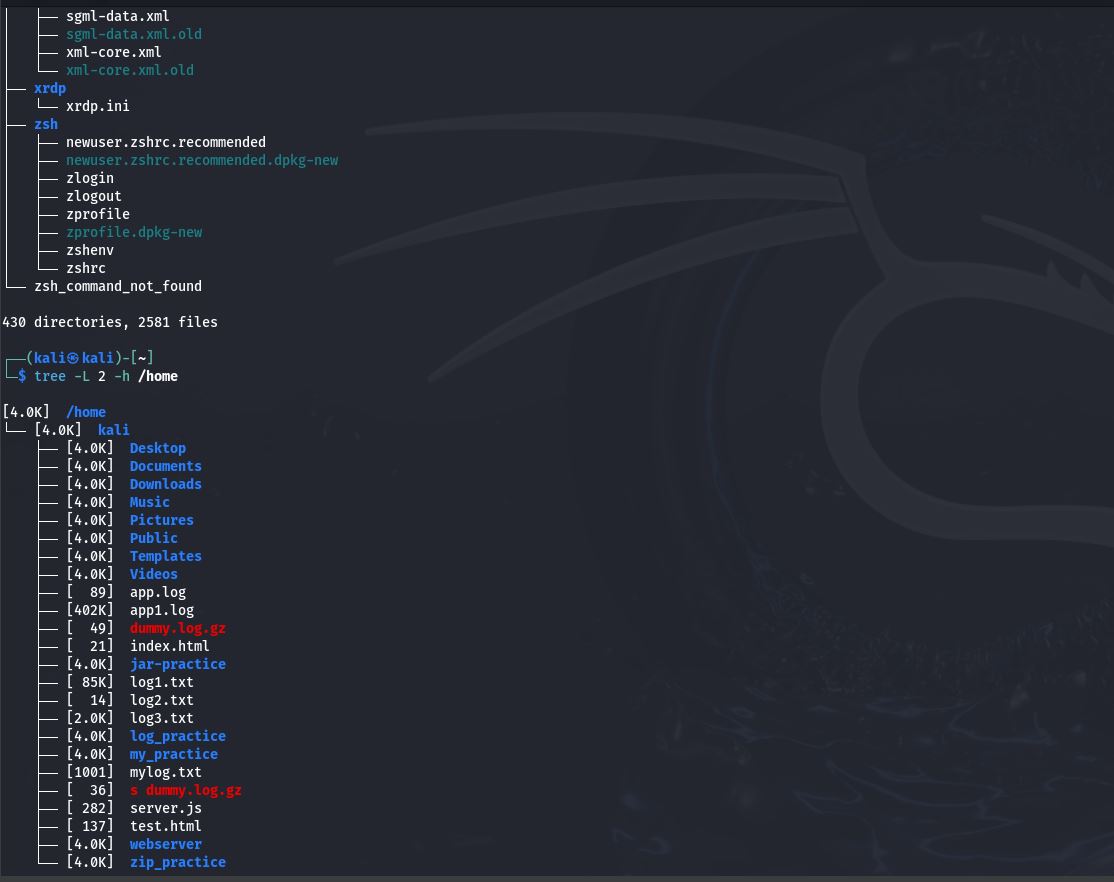 │   ├── sgml-data.xml
│   ├── sgml-data.xml.old
│   ├── xml-core.xml
│   └── xml-core.xml.old
├── xrdp
│   └── xrdp.ini
├── zsh
│   ├── newuser.zshrc.recommended
│   ├── newuser.zshrc.recommended.dpkg-new
│   ├── zlogin
│   ├── zlogout
│   ├── zprofile
│   ├── zprofile.dpkg-new
│   ├── zshenv
│   └── zshrc
└── zsh_command_not_found

430 directories, 2581 files

┌──(kali㉿kali)-[~]
└─$ tree -L 2 -h /home

[4.0K]  /home
└── [4.0K]  kali
    ├── [4.0K]  Desktop
    ├── [4.0K]  Documents
    ├── [4.0K]  Downloads
    ├── [4.0K]  Music
    ├── [4.0K]  Pictures
    ├── [4.0K]  Public
    ├── [4.0K]  Templates
    ├── [4.0K]  Videos
    ├── [  89]  app.log
    ├── [402K]  app1.log
    ├── [  49]  dummy.log.gz
    ├── [  21]  index.html
    ├── [4.0K]  jar-practice
    ├── [ 85K]  log1.txt
    ├── [  14]  log2.txt
    ├── [2.0K]  log3.txt
    ├── [4.0K]  log_practice
    ├── [4.0K]  my_practice
    ├── [1001]  mylog.txt
    ├── [  36]  s dummy.log.gz
    ├── [ 282]  server.js
    ├── [ 137]  test.html
    ├── [4.0K]  webserver
    └── [4.0K]  zip_practice